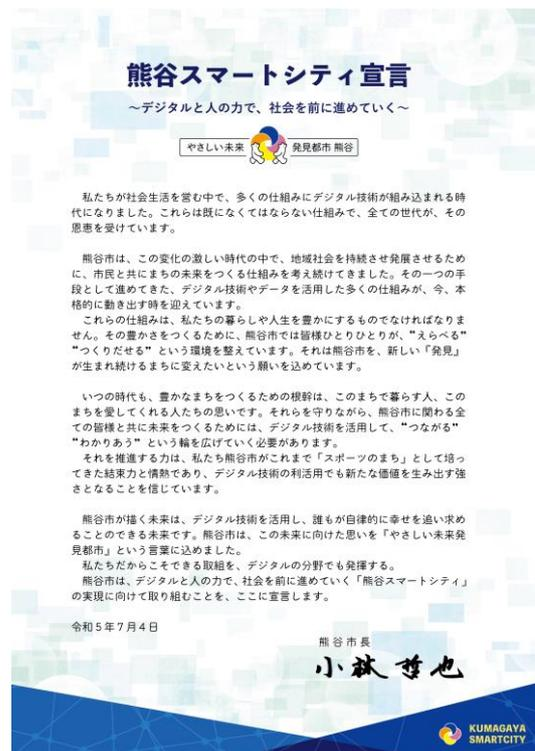 熊谷スマートシティ宣言
～デジタルと人の力で、社会を前に進めていく～
やさしい未来 発見都市 熊谷
私たちが社会生活を営む中で、多くの仕組みにデジタル技術が組み込まれる時
代になりました。これらは既になくてはならない仕組みで、全ての世代が、その
恩恵を受けています。
熊谷市は、この変化の激しい時代の中で、地域社会を持続させ発展させるため
に、市民と共にまちの未来をつくる仕組みを考え続けてきました。その一つの手
段として進めてきた、デジタル技術やデータを活用した多くの仕組みが、今、本
格的に動き出す時を迎えています。
これらの仕組みは、私たちの暮らしや人生を豊かにするものでなければなりま
せん。その豊かさをつくるために、熊谷市では皆様ひとりひとりが、“えらべる”
“つくりだせる” という環境を整えています。それは熊谷市を、新しい『発見』
が生まれ続けるまちに変えたいという願いを込めています。
いつの時代も、豊かなまちをつくるための根幹は、このまちで暮らす人、この
まちを愛してくれる人たちの思いです。それらを守りながら、熊谷市に関わる全
ての皆様と共に未来をつくるためには、デジタル技術を活用して、“つながる”
“わかりあう” という輪を広げていく必要があります。
それを推進する力は、私たち熊谷市がこれまで「スポーツのまち」として培っ
てきた結束力と情熱であり、デジタル技術の利活用でも新たな価値を生み出す強
さとなることを信じています。
熊谷市が描く未来は、デジタル技術を活用し、誰もが自律的に幸せを追い求め
ることのできる未来です。熊谷市は、この未来に向けた思いを『やさしい未来発
見都市』という言葉に込めました。
私たちだからこそできる取組を、デジタルの分野でも発揮する。
熊谷市は、デジタルと人の力で、社会を前に進めていく「熊谷スマートシティ」
の実現に向けて取り組むことを、ここに宣言します。
令和５年７月４日
熊谷市長
小林 哲也
KUMAGAYA
SMARTCITY